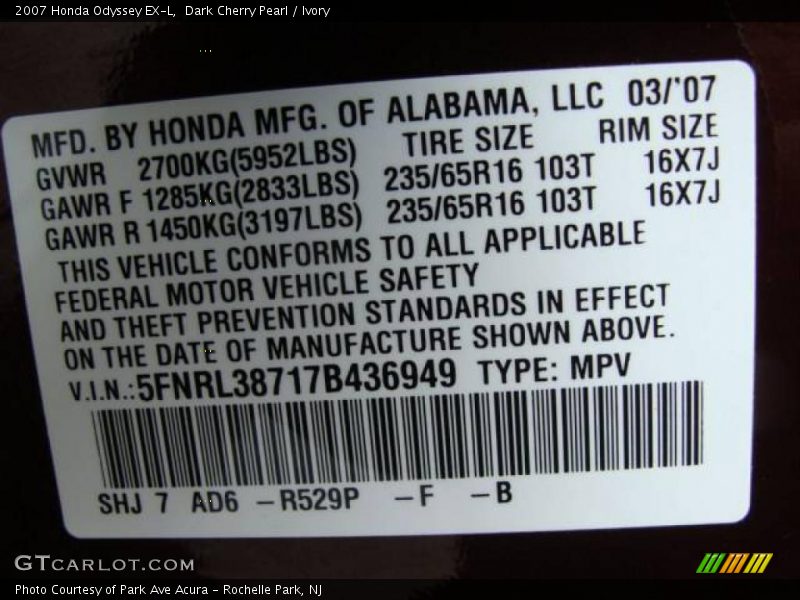 2007 Honda Odyssey EX-L, Dark Cherry Pearl / Ivory
MFD. BY HONDA MFG. OF ALABAMA, LLC 03/'07
GVWR 2700KG(5952LBS) TIRE SIZE RIM SIZE
GAWR F 1285KG(2833LBS) 235/65R16 103T 16X7J
GAWR R 1450KG(3197LBS) 235/65R16 103T 16X7J
THIS VEHICLE CONFORMS TO ALL APPLICABLE
FEDERAL MOTOR VEHICLE SAFETY
AND THEFT PREVENTION STANDARDS IN EFFECT
ON THE DATE OF MANUFACTURE SHOWN ABOVE.
V.I.N.:5FNRL38717B436949 TYPE: MPV
SHJ 7 AD6 -R529P -F -B
GTCARLOT.COM
Photo Courtesy of Park Ave Acura - Rochelle Park, NJ